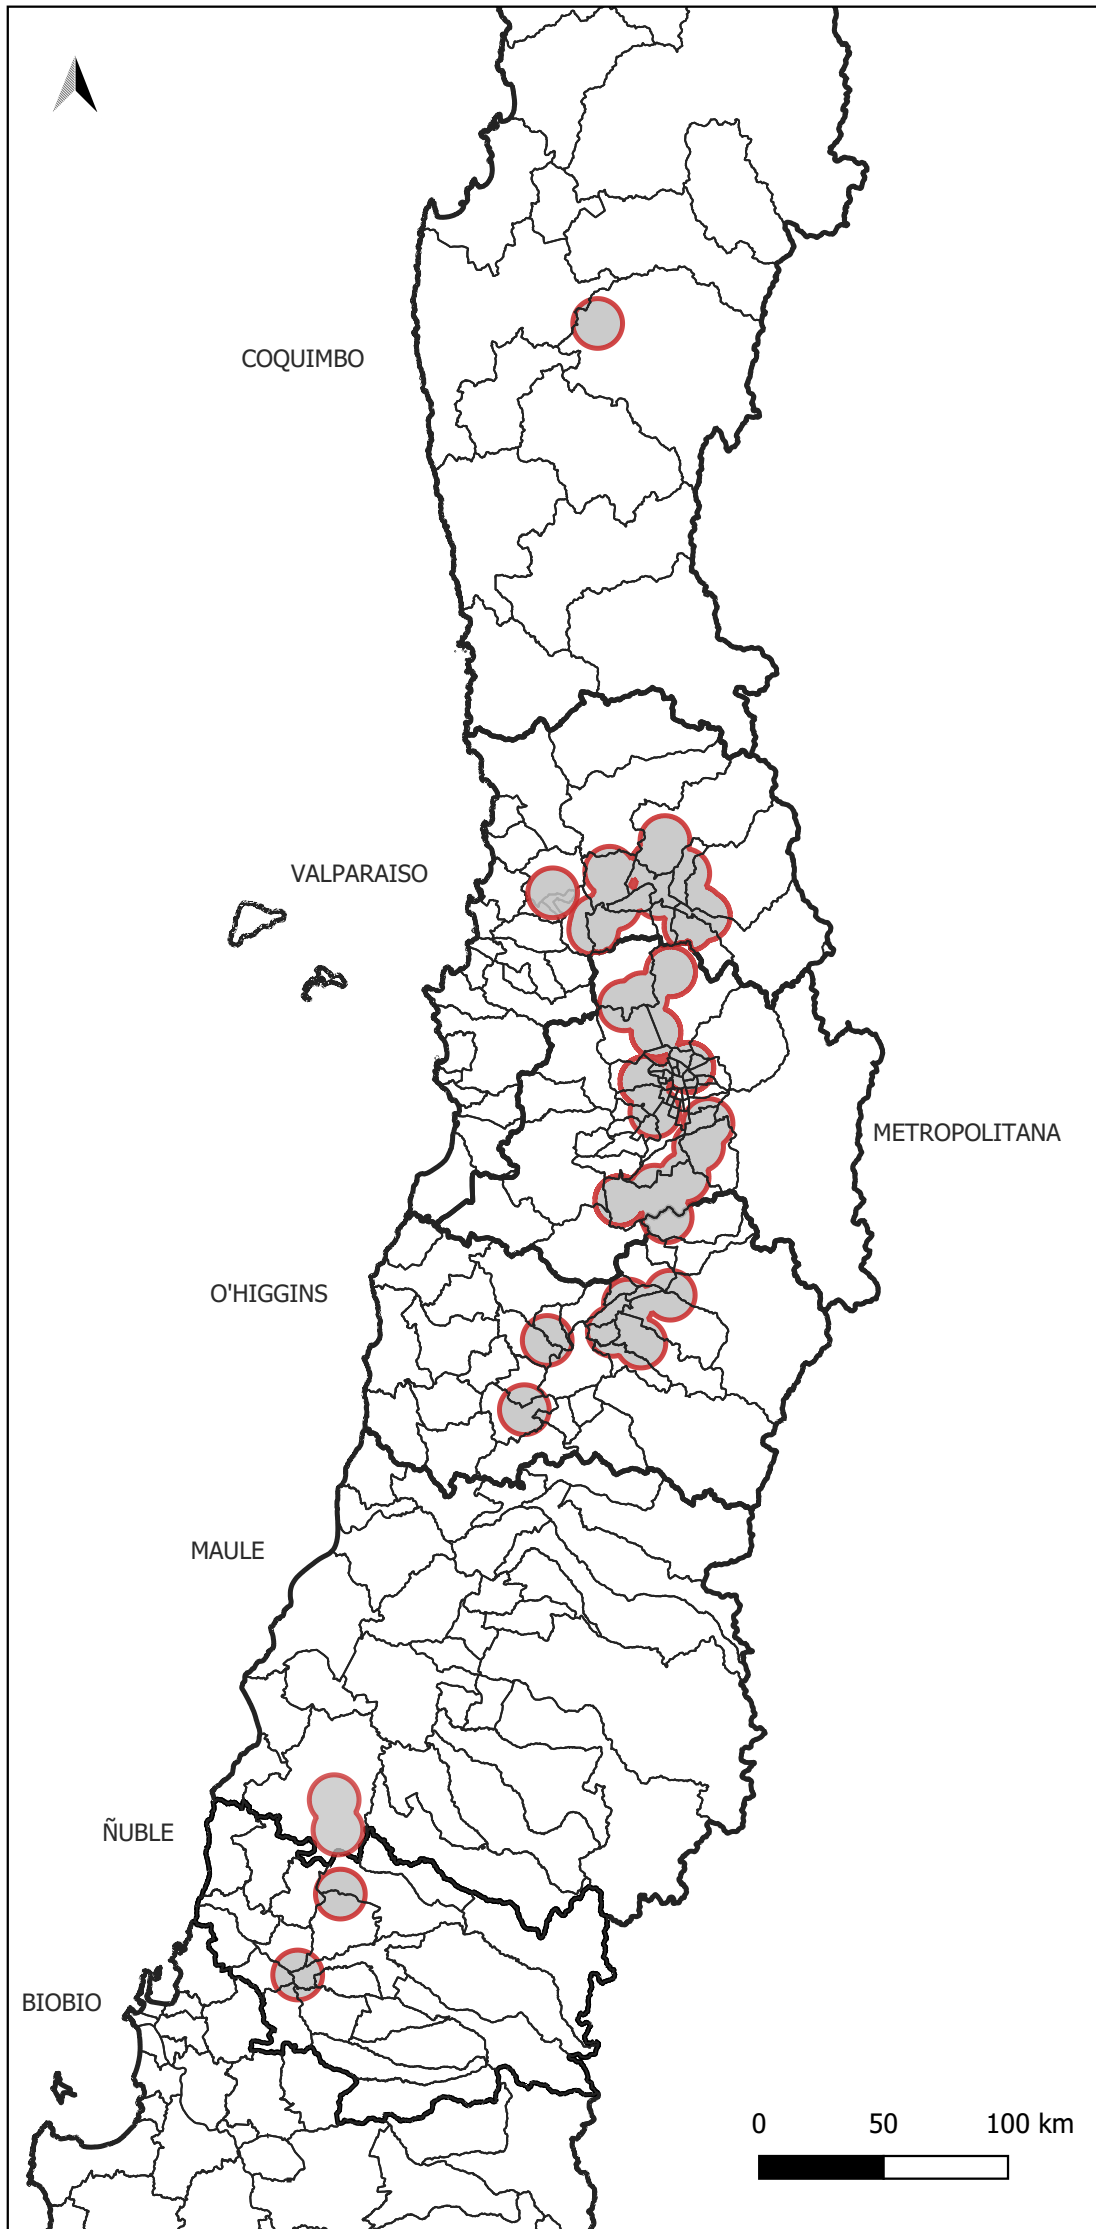 COQUIMBO
VALPARAISO
METROPOLITANA
O'HIGGINS
MAULE
ÑUBLE
BIOBIO
0 50 100 km